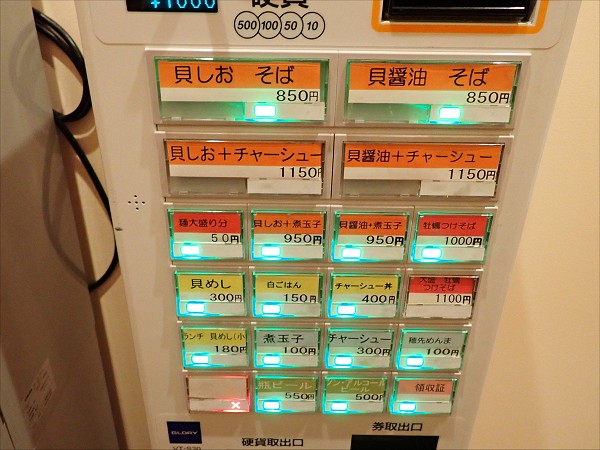 ¥1000
硬貨
500 100 50 10
貝しお そば
850円
貝醤油 そば
850円
貝しお+チャーシュー
1150円
貝醤油+チャーシュー
1150円
麺大盛り分
50円
貝しお+煮玉子
950円
貝醤油+煮玉子
950円
牡蠣つけそば
1000円
貝めし
300円
白ごはん
150円
チャーシュー丼
400円
大盛 牡蠣
つけそば
1100円
ランチ 貝めし(小
180円
煮玉子
100円
チャーシュー
300円
穂先めんま
100円
瓶ビール
550円
ノンアルコール
ビール
500円
領収証
GLORY
硬貨取出口
券取出口